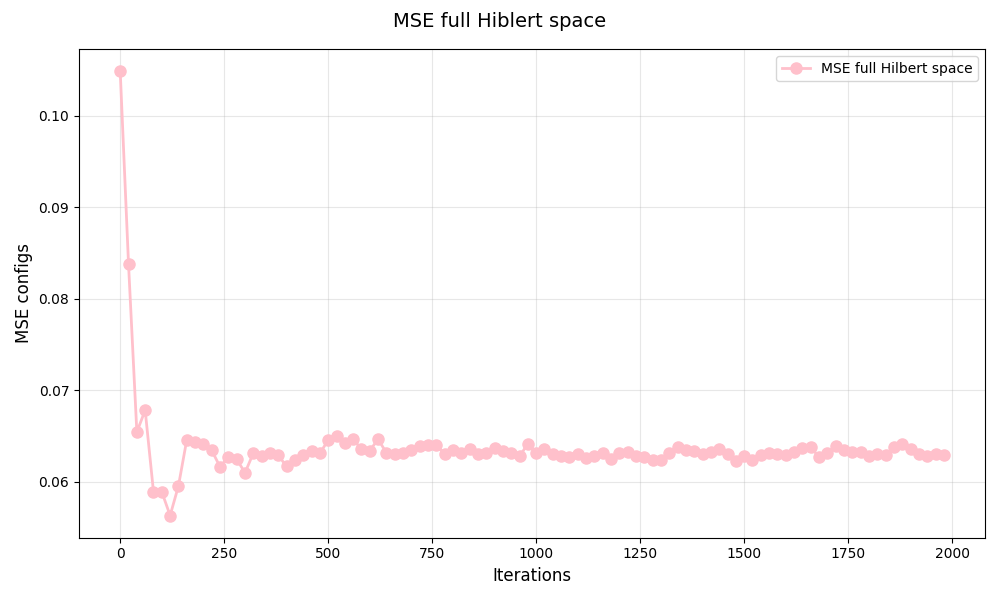 MSE full Hiblert space
MSE full Hilbert space
MSE configs
0.10
0.09
0.08
0.07
0.06
0 250 500 750 1000 1250 1500 1750 2000
Iterations